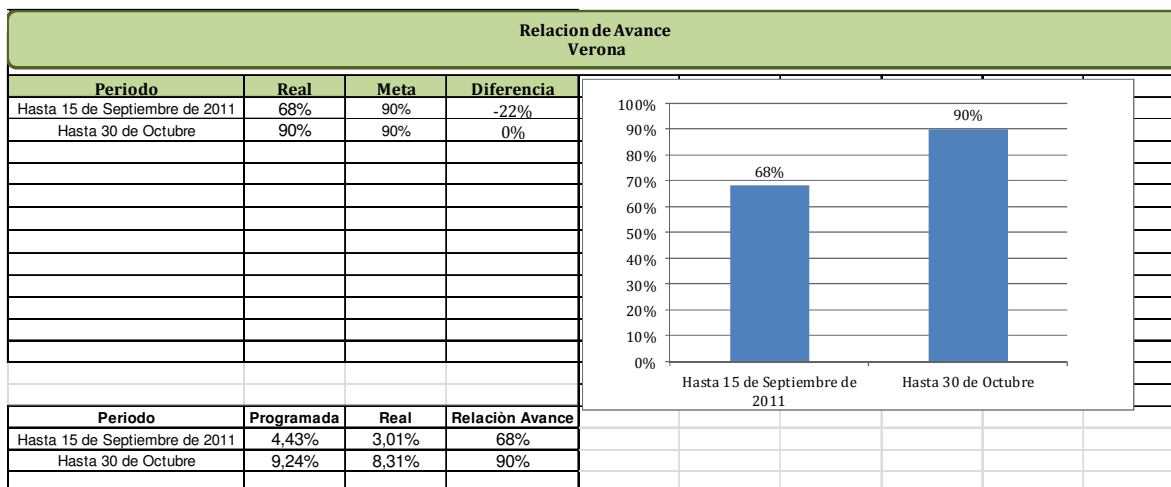 Relacion de Avance
Verona
Periodo Real Meta Diferencia
Hasta 15 de Septiembre de 2011 68% 90% -22%
Hasta 30 de Octubre 90% 90% 0%
100%
90%
80%
70%
60%
50%
40%
30%
20%
10%
0%
68%
90%
Hasta 15 de Septiembre de
2011
Hasta 30 de Octubre
Periodo Programada Real Relaciòn Avance
Hasta 15 de Septiembre de 2011 4,43% 3,01% 68%
Hasta 30 de Octubre 9,24% 8,31% 90%